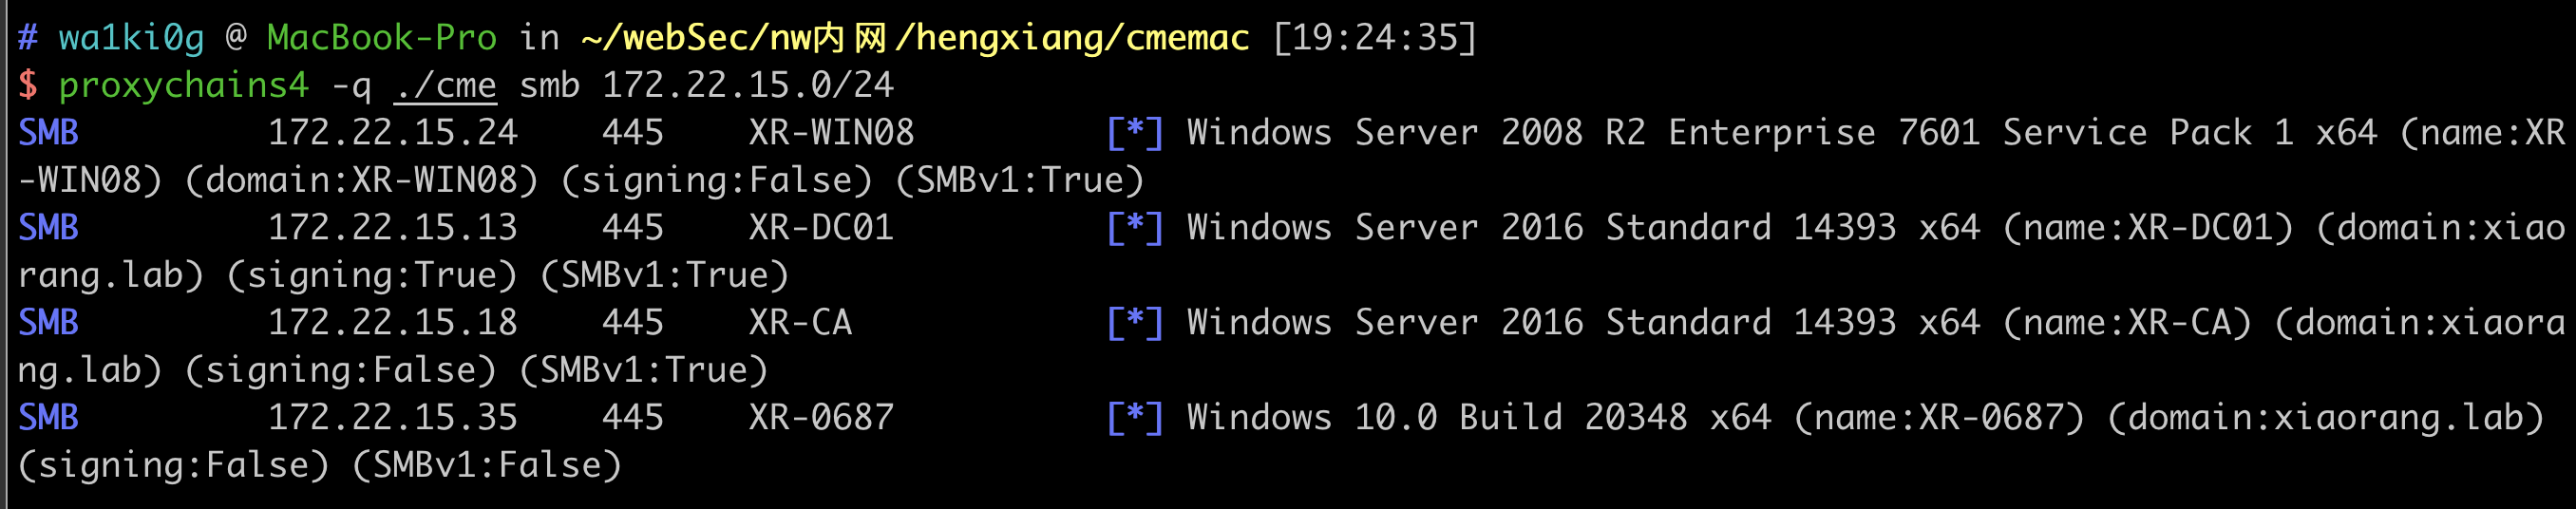 # wa1ki0g @ MacBook-Pro in ~/webSec/nw内网/hengxiang/cmemac [19:24:35]
$ proxychains4 -q ./cme smb 172.22.15.0/24
SMB         172.22.15.24    445    XR-WIN08         [*] Windows Server 2008 R2 Enterprise 7601 Service Pack 1 x64 (name:XR
-WIN08) (domain:XR-WIN08) (signing:False) (SMBv1:True)
SMB         172.22.15.13    445    XR-DC01          [*] Windows Server 2016 Standard 14393 x64 (name:XR-DC01) (domain:xiao
rang.lab) (signing:True) (SMBv1:True)
SMB         172.22.15.18    445    XR-CA            [*] Windows Server 2016 Standard 14393 x64 (name:XR-CA) (domain:xiaora
ng.lab) (signing:False) (SMBv1:True)
SMB         172.22.15.35    445    XR-0687          [*] Windows 10.0 Build 20348 x64 (name:XR-0687) (domain:xiaorang.lab)
(signing:False) (SMBv1:False)